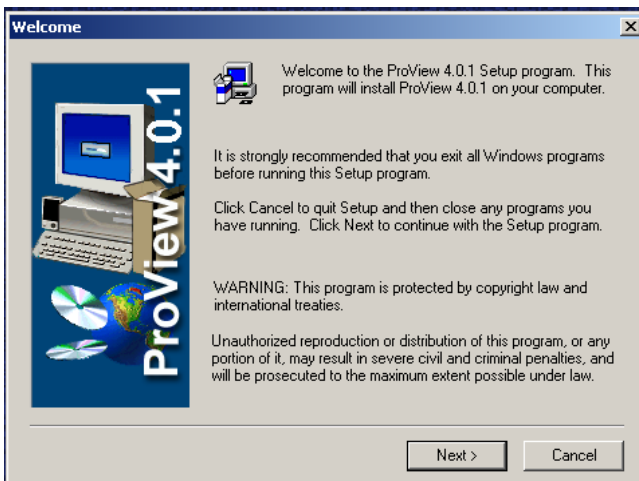 Welcome
ProView 4.0.1
Welcome to the ProView 4.0.1 Setup program. This
program will install ProView 4.0.1 on your computer.
It is strongly recommended that you exit all Windows programs
before running this Setup program.
Click Cancel to quit Setup and then close any programs you
have running. Click Next to continue with the Setup program.
WARNING: This program is protected by copyright law and
international treaties.
Unauthorized reproduction or distribution of this program, or any
portion of it, may result in severe civil and criminal penalties, and
will be prosecuted to the maximum extent possible under law.
Next >
Cancel